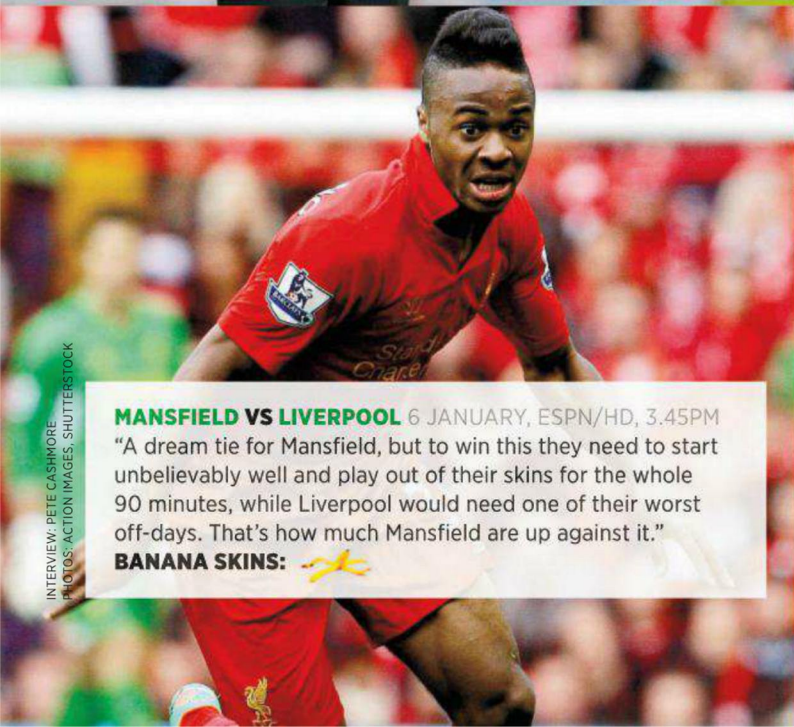 MANSFIELD VS LIVERPOOL 6 JANUARY, ESPN/HD, 3.45PM
“A dream tie for Mansfield, but to win this they need to start
unbelievably well and play out of their skins for the whole
90 minutes, while Liverpool would need one of their worst
off-days. That’s how much Mansfield are up against it.”
BANANA SKINS:
INTERVIEW: PETE CASHMORE
PHOTOS: ACTION IMAGES, SHUTTERSTOCK
BARCLAYS